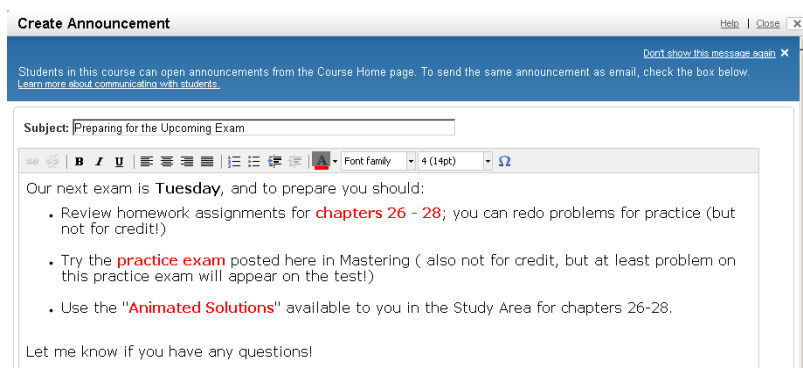 Create Announcement
Help | Close X
Don't show this message again X
Students in this course can open announcements from the Course Home page. To send the same announcement as email, check the box below.
Learn more about communicating with students.
Subject: Preparing for the Upcoming Exam
B I U A Font family 4 (14pt) Ω
Our next exam is Tuesday, and to prepare you should:
• Review homework assignments for chapters 26 - 28; you can redo problems for practice (but
not for credit!)
• Try the practice exam posted here in Mastering ( also not for credit, but at least problem on
this practice exam will appear on the test!)
• Use the "Animated Solutions" available to you in the Study Area for chapters 26-28.
Let me know if you have any questions!